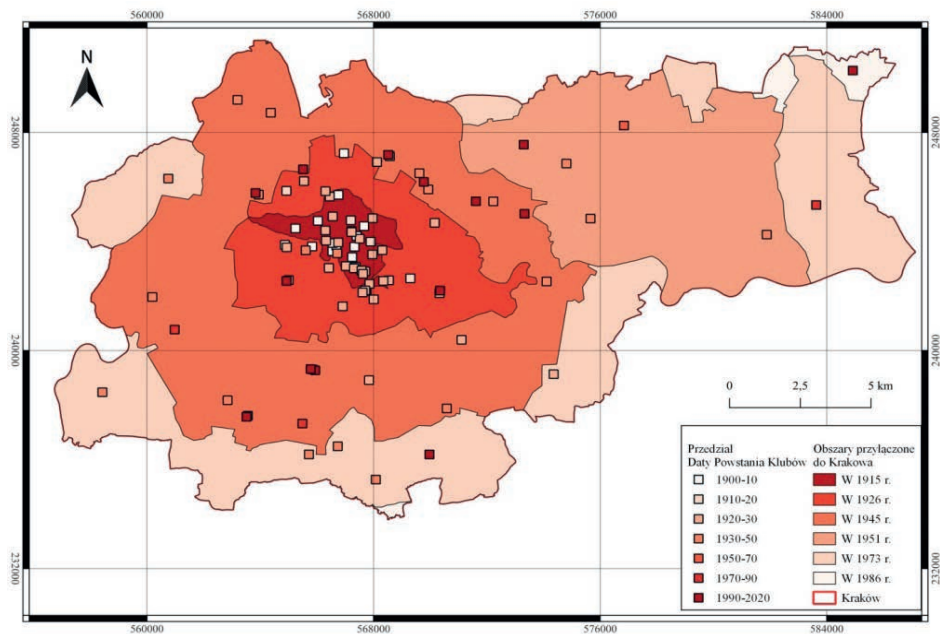 560000
568000
576000
584000
N
248000
248000
240000
240000
232000
232000
0
2,5
5 km
Przedział
Daty Powstania Klubów
1900-10
1910-20
1920-30
1930-50
1950-70
1970-90
1990-2020
Obszary przyłączone
do Krakowa
W 1915 r.
W 1926 r.
W 1945 r.
W 1951 r.
W 1973 r.
W 1986 r.
Kraków
560000
568000
576000
584000